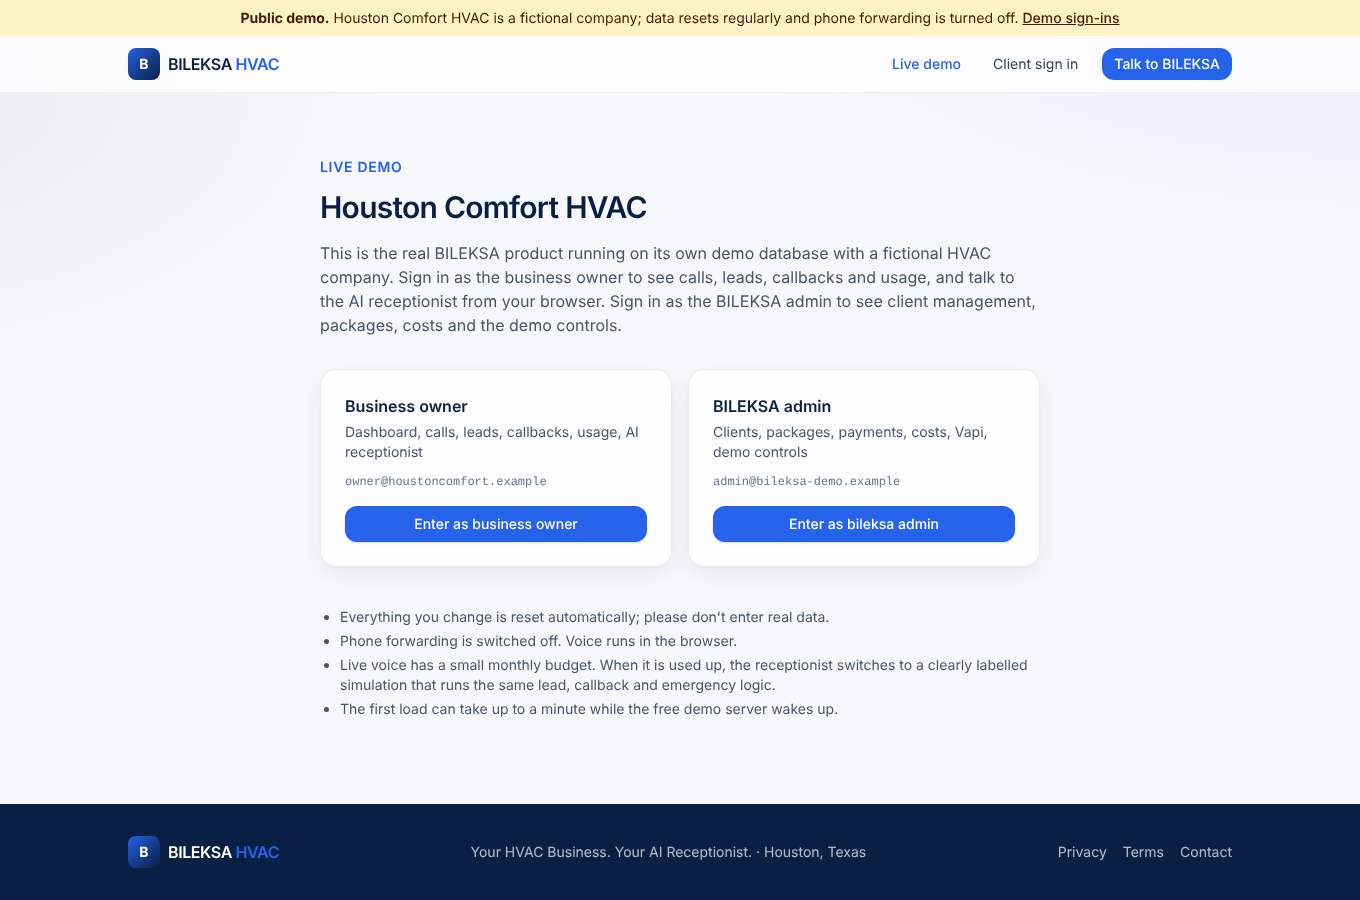 Public demo. Houston Comfort HVAC is a fictional company; data resets regularly and phone forwarding is turned off. Demo sign-ins
B BILEKSA HVAC
Live demo
Client sign in
Talk to BILEKSA
LIVE DEMO
Houston Comfort HVAC
This is the real BILEKSA product running on its own demo database with a fictional HVAC
company. Sign in as the business owner to see calls, leads, callbacks and usage, and talk to
the AI receptionist from your browser. Sign in as the BILEKSA admin to see client management,
packages, costs and the demo controls.
Business owner
Dashboard, calls, leads, callbacks, usage, AI
receptionist
owner@houstoncomfort.example
Enter as business owner
BILEKSA admin
Clients, packages, payments, costs, Vapi,
demo controls
admin@bileksa-demo.example
Enter as bileksa admin
• Everything you change is reset automatically; please don't enter real data.
• Phone forwarding is switched off. Voice runs in the browser.
• Live voice has a small monthly budget. When it is used up, the receptionist switches to a clearly labelled
simulation that runs the same lead, callback and emergency logic.
• The first load can take up to a minute while the free demo server wakes up.
B BILEKSA HVAC
Your HVAC Business. Your AI Receptionist. · Houston, Texas
Privacy
Terms
Contact